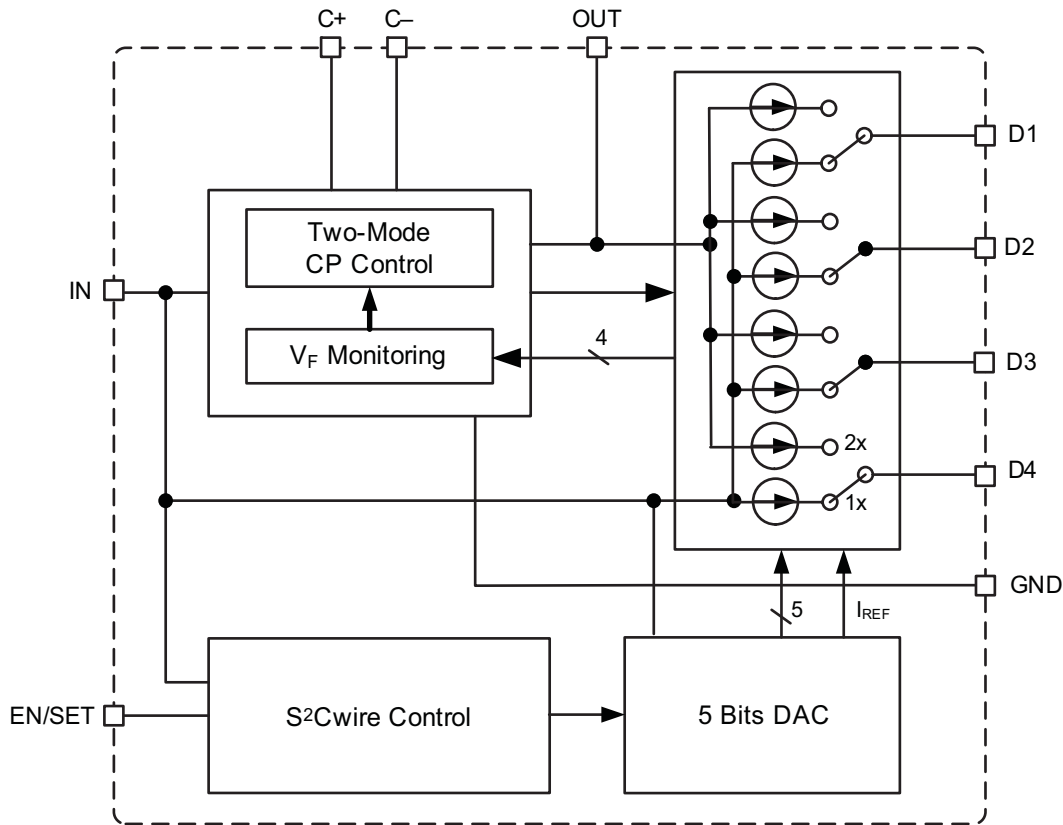 C+
C–
OUT
D1
Two-Mode
CP Control
D2
IN
4
VF Monitoring
D3
2x
D4
1x
GND
5
IREF
EN/SET
S2Cwire Control
5 Bits DAC